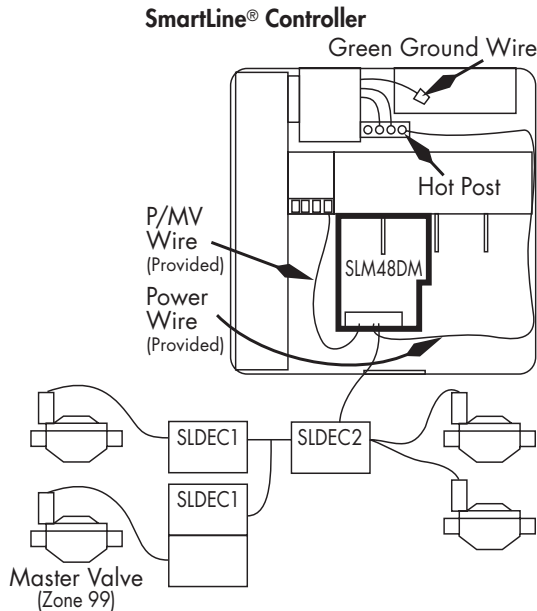 SmartLine® Controller
Green Ground Wire
Hot Post
P/MV
Wire
(Provided)
SLM48DM
Power
Wire
(Provided)
SLDEC1
SLDEC2
SLDEC1
Master Valve
(Zone 99)